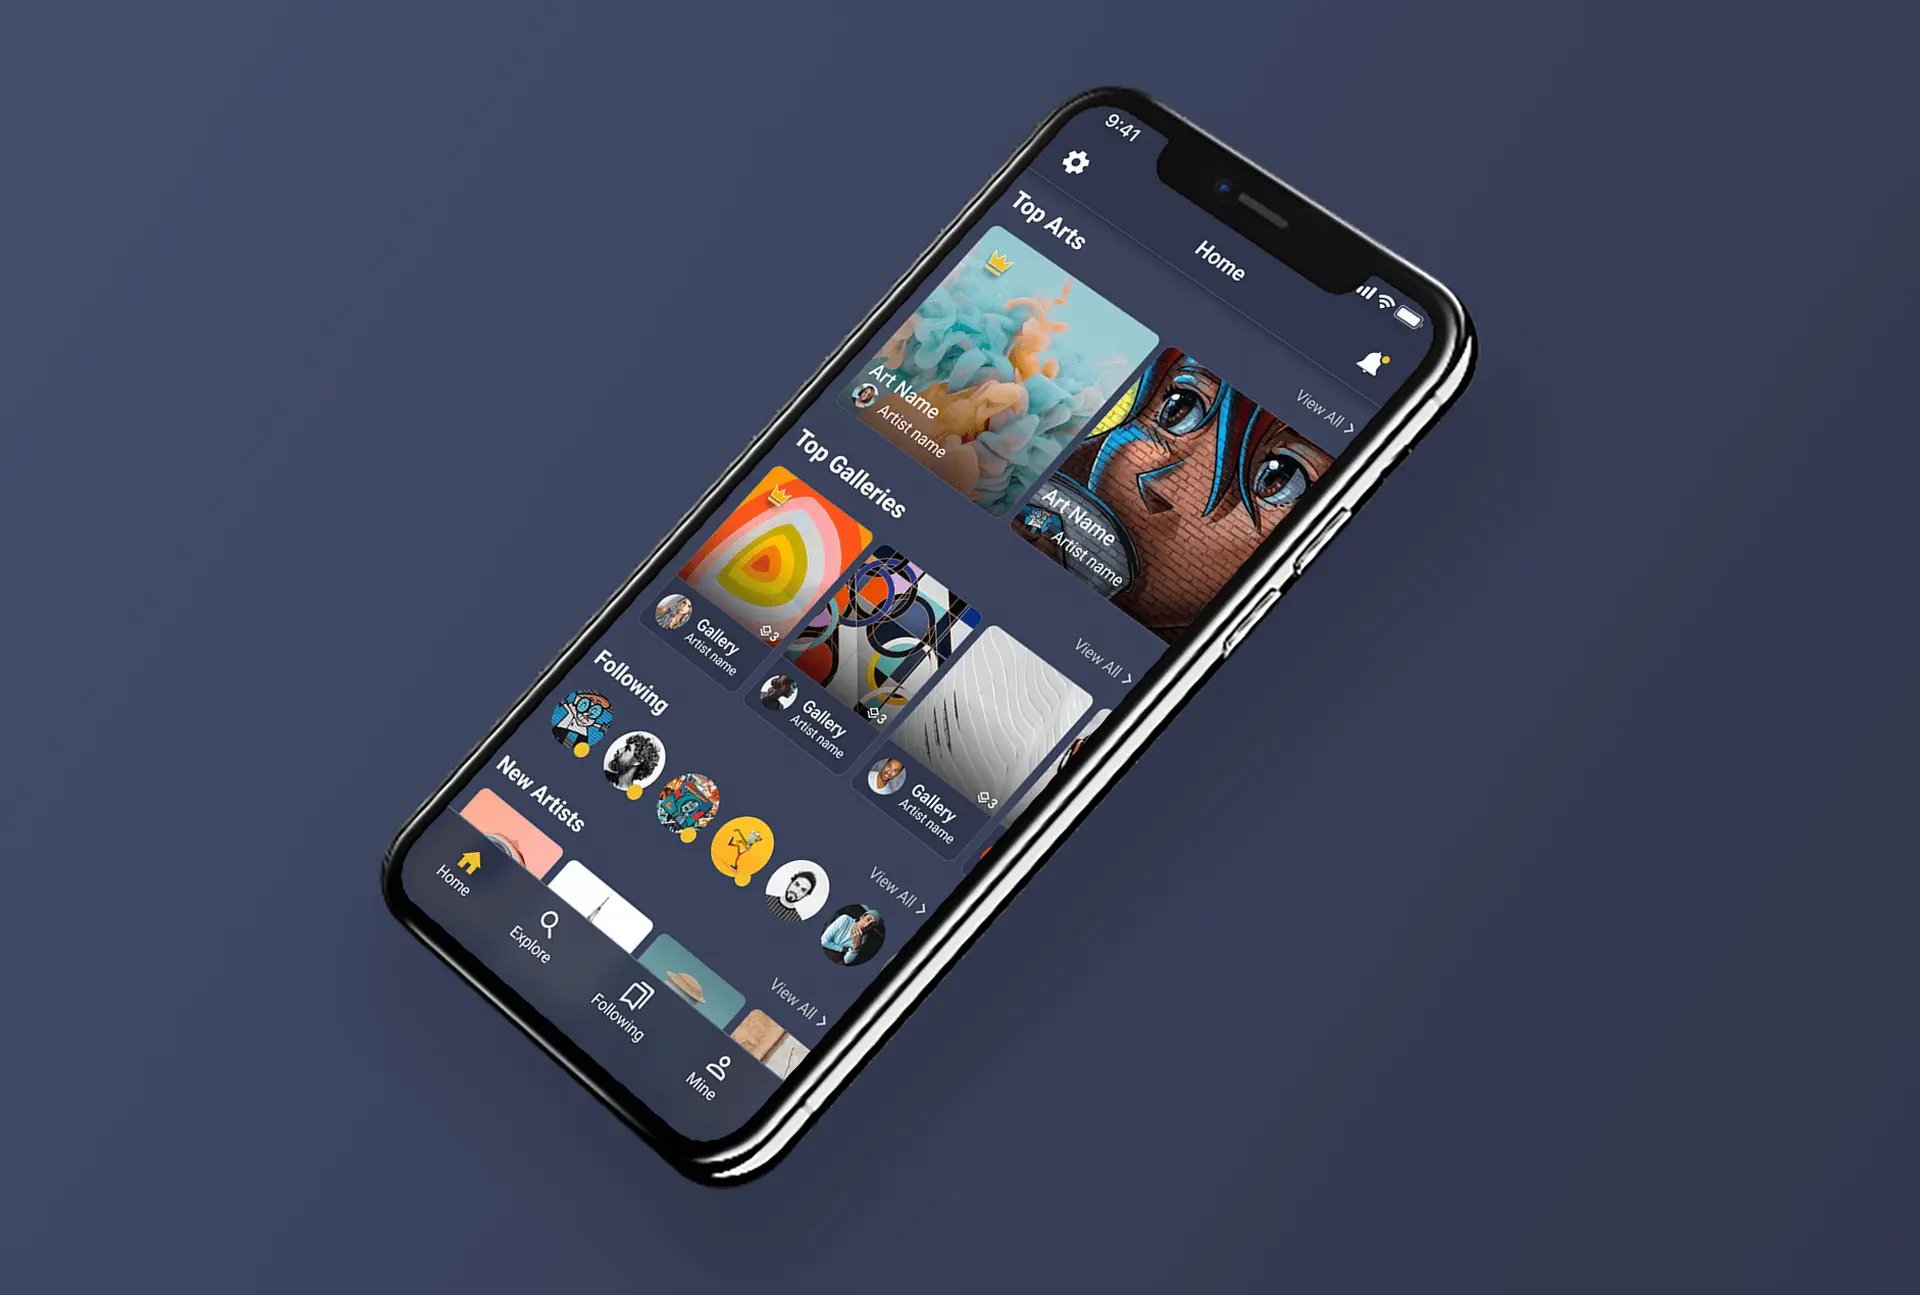 9:41
Home
Top Arts
View All
Art Name
Artist name
Art Name
Artist name
Top Galleries
View All
3
Gallery
Artist name
3
Gallery
Artist name
3
Gallery
Artist name
Following
View All
New Artists
View All
Home
Explore
Following
Mine